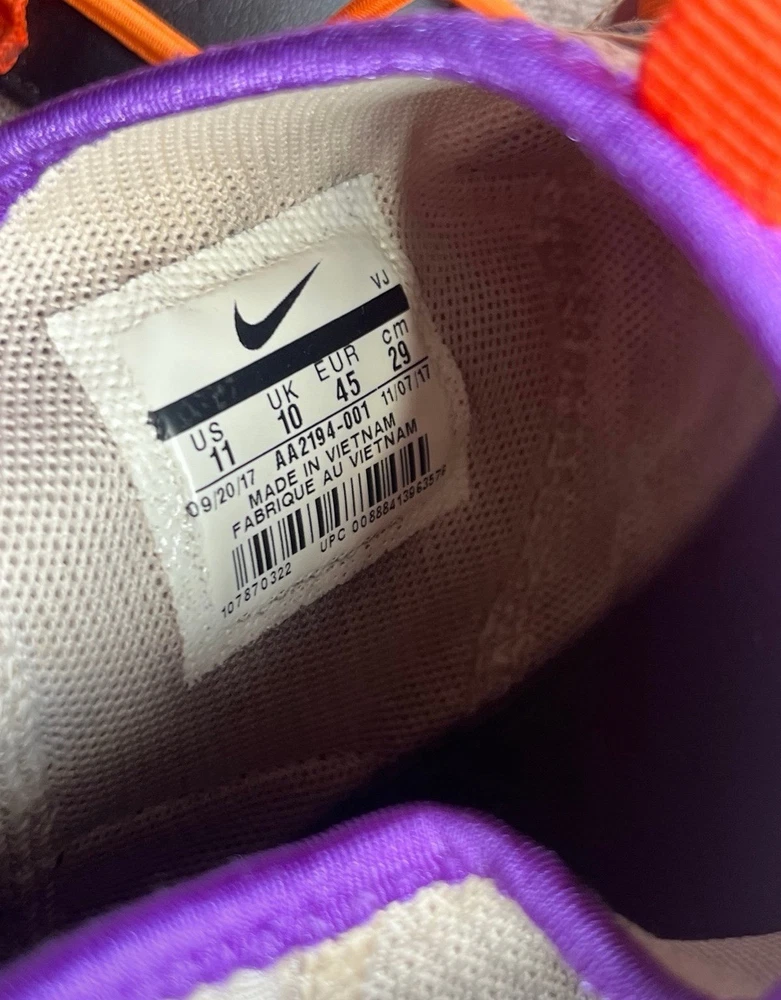 VJ
US UK EUR cm
11 10 45 29
09/20/17 AA2194-001 11/07/17
MADE IN VIETNAM
FABRIQUE AU VIETNAM
107870322 UPC 00888413963576